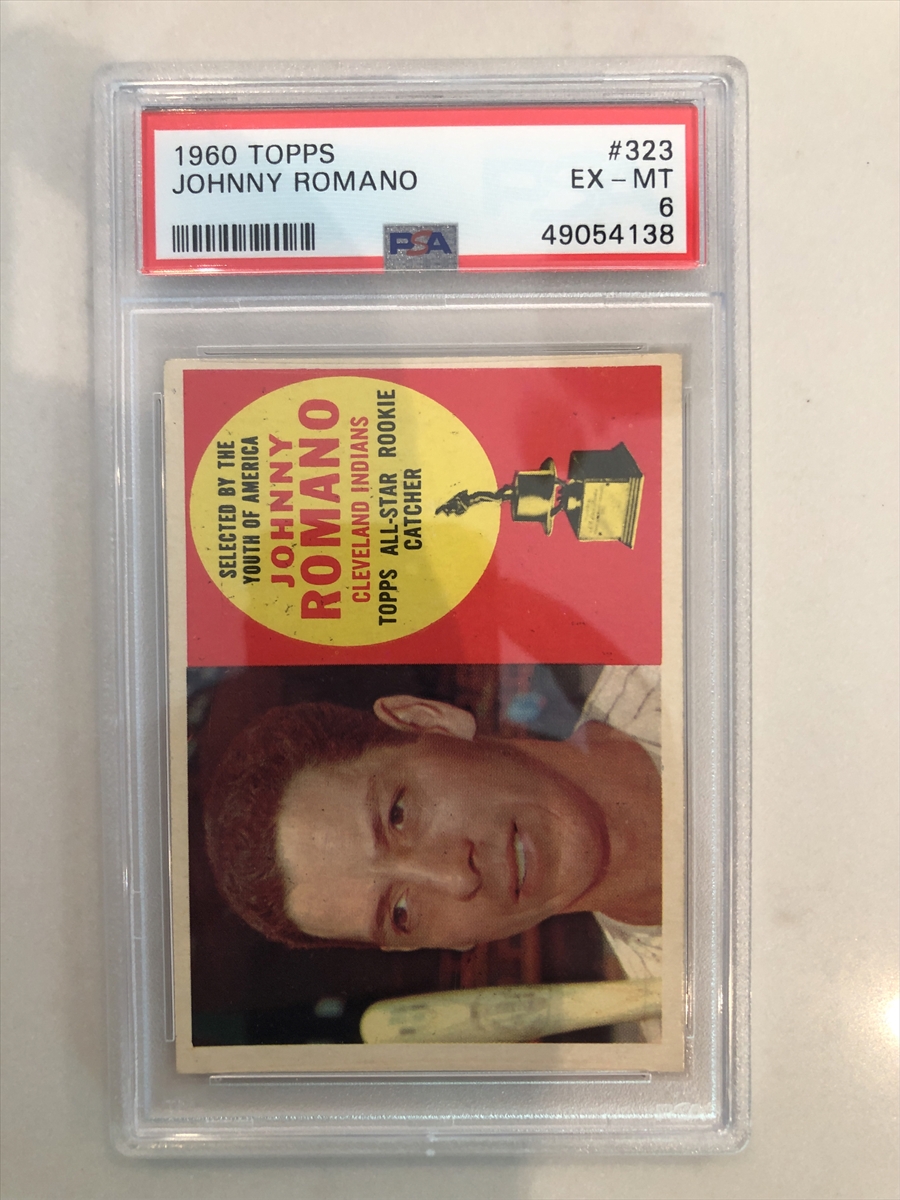 1960 TOPPS #323
JOHNNY ROMANO EX - MT
6
PSA 49054138
SELECTED BY THE
YOUTH OF AMERICA
JOHNNY
ROMANO
CLEVELAND INDIANS
TOPPS ALL-STAR ROOKIE
CATCHER